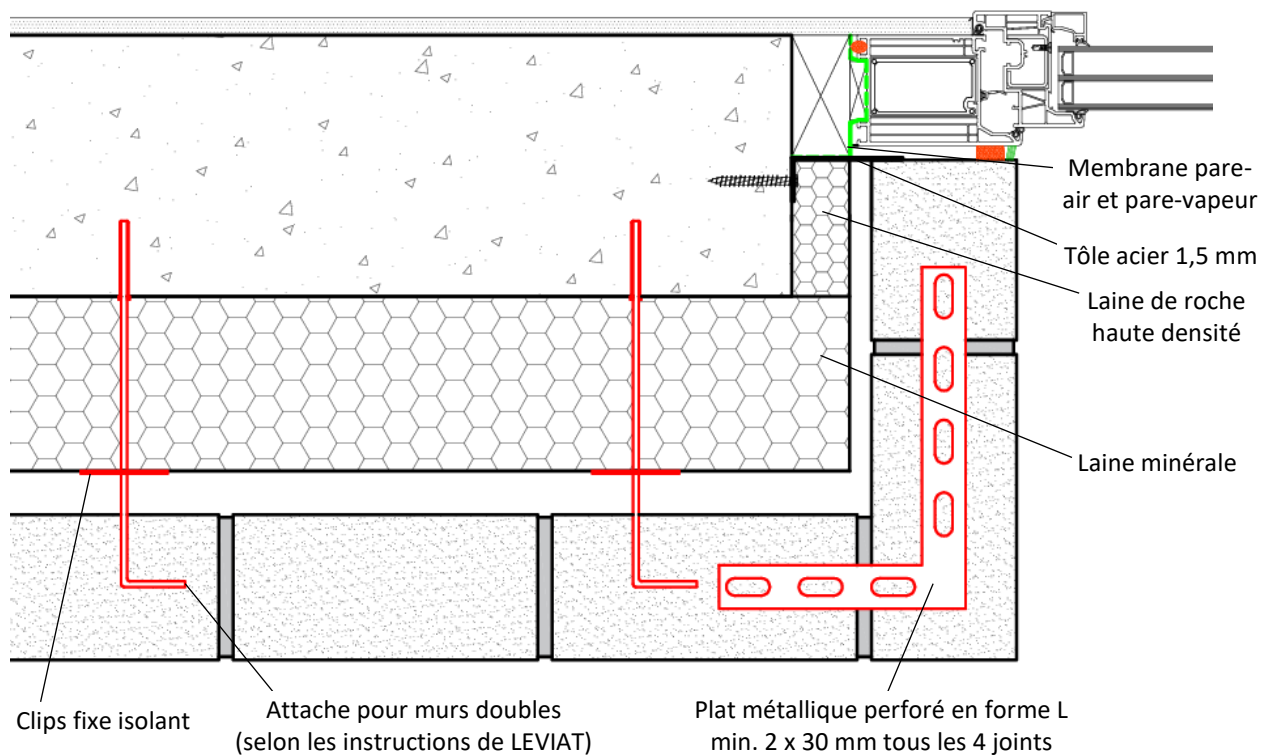 Membrane pare-
air et pare-vapeur
Tôle acier 1,5 mm
Laine de roche
haute densité
Laine minérale
Clips fixe isolant
Attache pour murs doubles
(selon les instructions de LEVIAT)
Plat métallique perforé en forme L
min. 2 x 30 mm tous les 4 joints